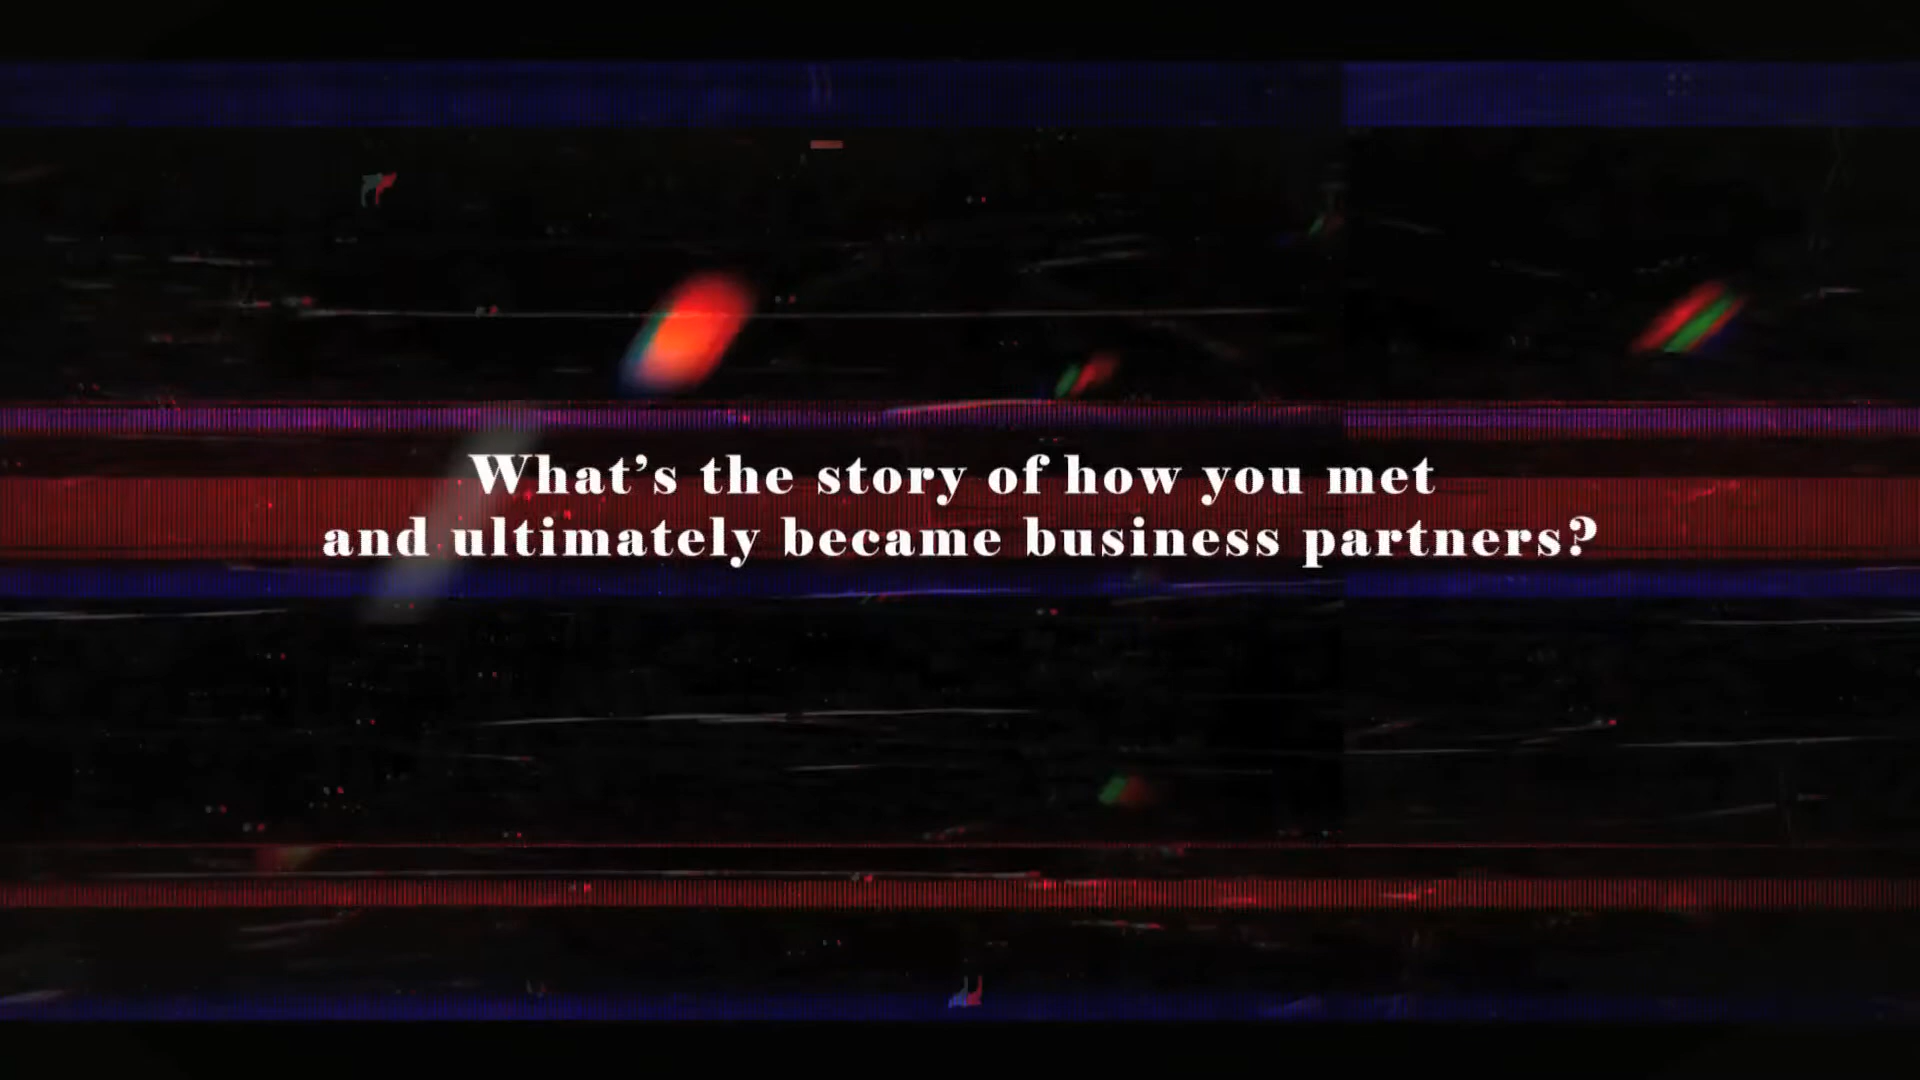 What’s the story of how you met
and ultimately became business partners?